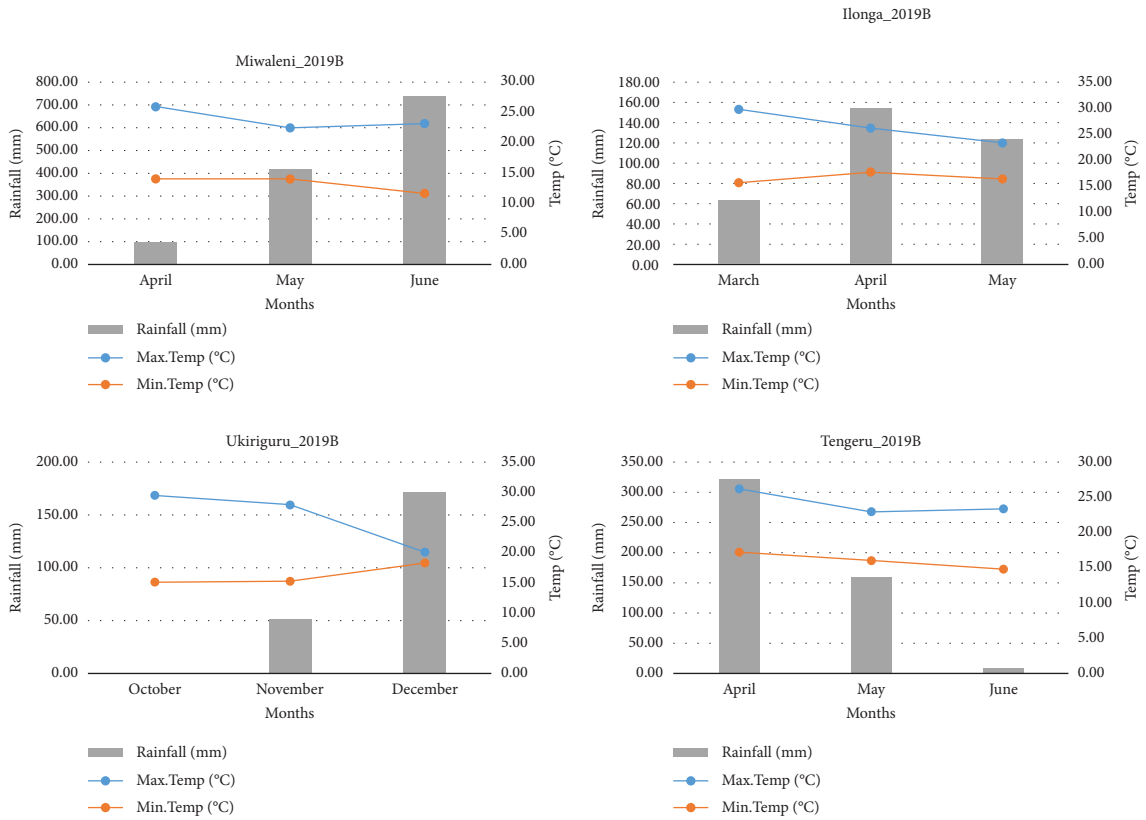 Miwaleni_2019B
800.00
700.00
600.00
500.00
400.00
300.00
200.00
100.00
0.00
Rainfall (mm)
30.00
25.00
20.00
15.00
10.00
5.00
0.00
Temp (°C)
April May June
Months
Rainfall (mm)
Max.Temp (°C)
Min.Temp (°C)
Ilonga_2019B
180.00
160.00
140.00
120.00
100.00
80.00
60.00
40.00
20.00
0.00
Rainfall (mm)
35.00
30.00
25.00
20.00
15.00
10.00
5.00
0.00
Temp (°C)
March April May
Months
Rainfall (mm)
Max.Temp (°C)
Min.Temp (°C)
Ukiriguru_2019B
200.00
150.00
100.00
50.00
0.00
Rainfall (mm)
35.00
30.00
25.00
20.00
15.00
10.00
5.00
0.00
Temp (°C)
October November December
Months
Rainfall (mm)
Max.Temp (°C)
Min.Temp (°C)
Tengeru_2019B
350.00
300.00
250.00
200.00
150.00
100.00
50.00
0.00
Rainfall (mm)
30.00
25.00
20.00
15.00
10.00
5.00
0.00
Temp (°C)
April May June
Months
Rainfall (mm)
Max.Temp (°C)
Min.Temp (°C)